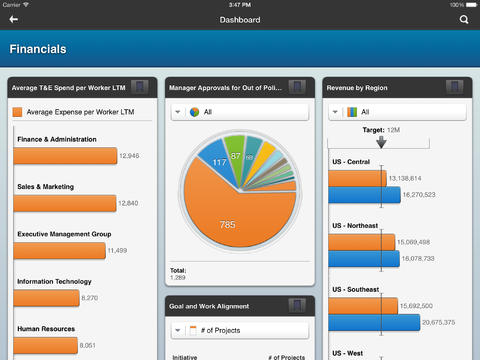 Carrier
3:47 PM
100%
Dashboard
Financials
Average T&E Spend per Worker LTM
Average Expense per Worker LTM
Finance & Administration
12,946
Sales & Marketing
12,840
Executive Management Group
11,499
Information Technology
8,270
Human Resources
8,051
Manager Approvals for Out of Poli...
All
785
117
87
69
Total:
1,289
Goal and Work Alignment
# of Projects
Initiative
# of Projects
Revenue by Region
All
Target: 12M
US - Central
13,138,614
16,270,523
US - Northeast
15,069,498
16,078,733
US - Southeast
15,692,500
20,675,375
US - West